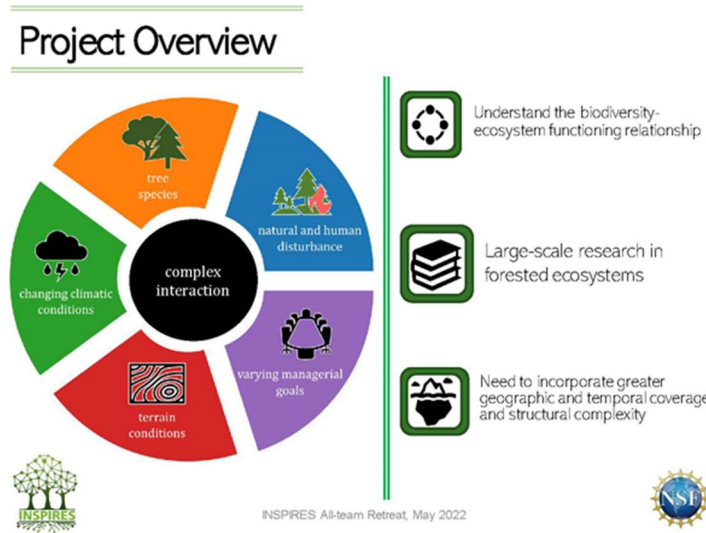 Project Overview
tree
species
natural and human
disturbance
changing climatic
conditions
complex
interaction
varying managerial
goals
terrain
conditions
Understand the biodiversity-
ecosystem functioning relationship
Large-scale research in
forested ecosystems
Need to incorporate greater
geographic and temporal coverage
and structural complexity
INSPIRES
INSPIRES All-team Retreat, May 2022
NSF